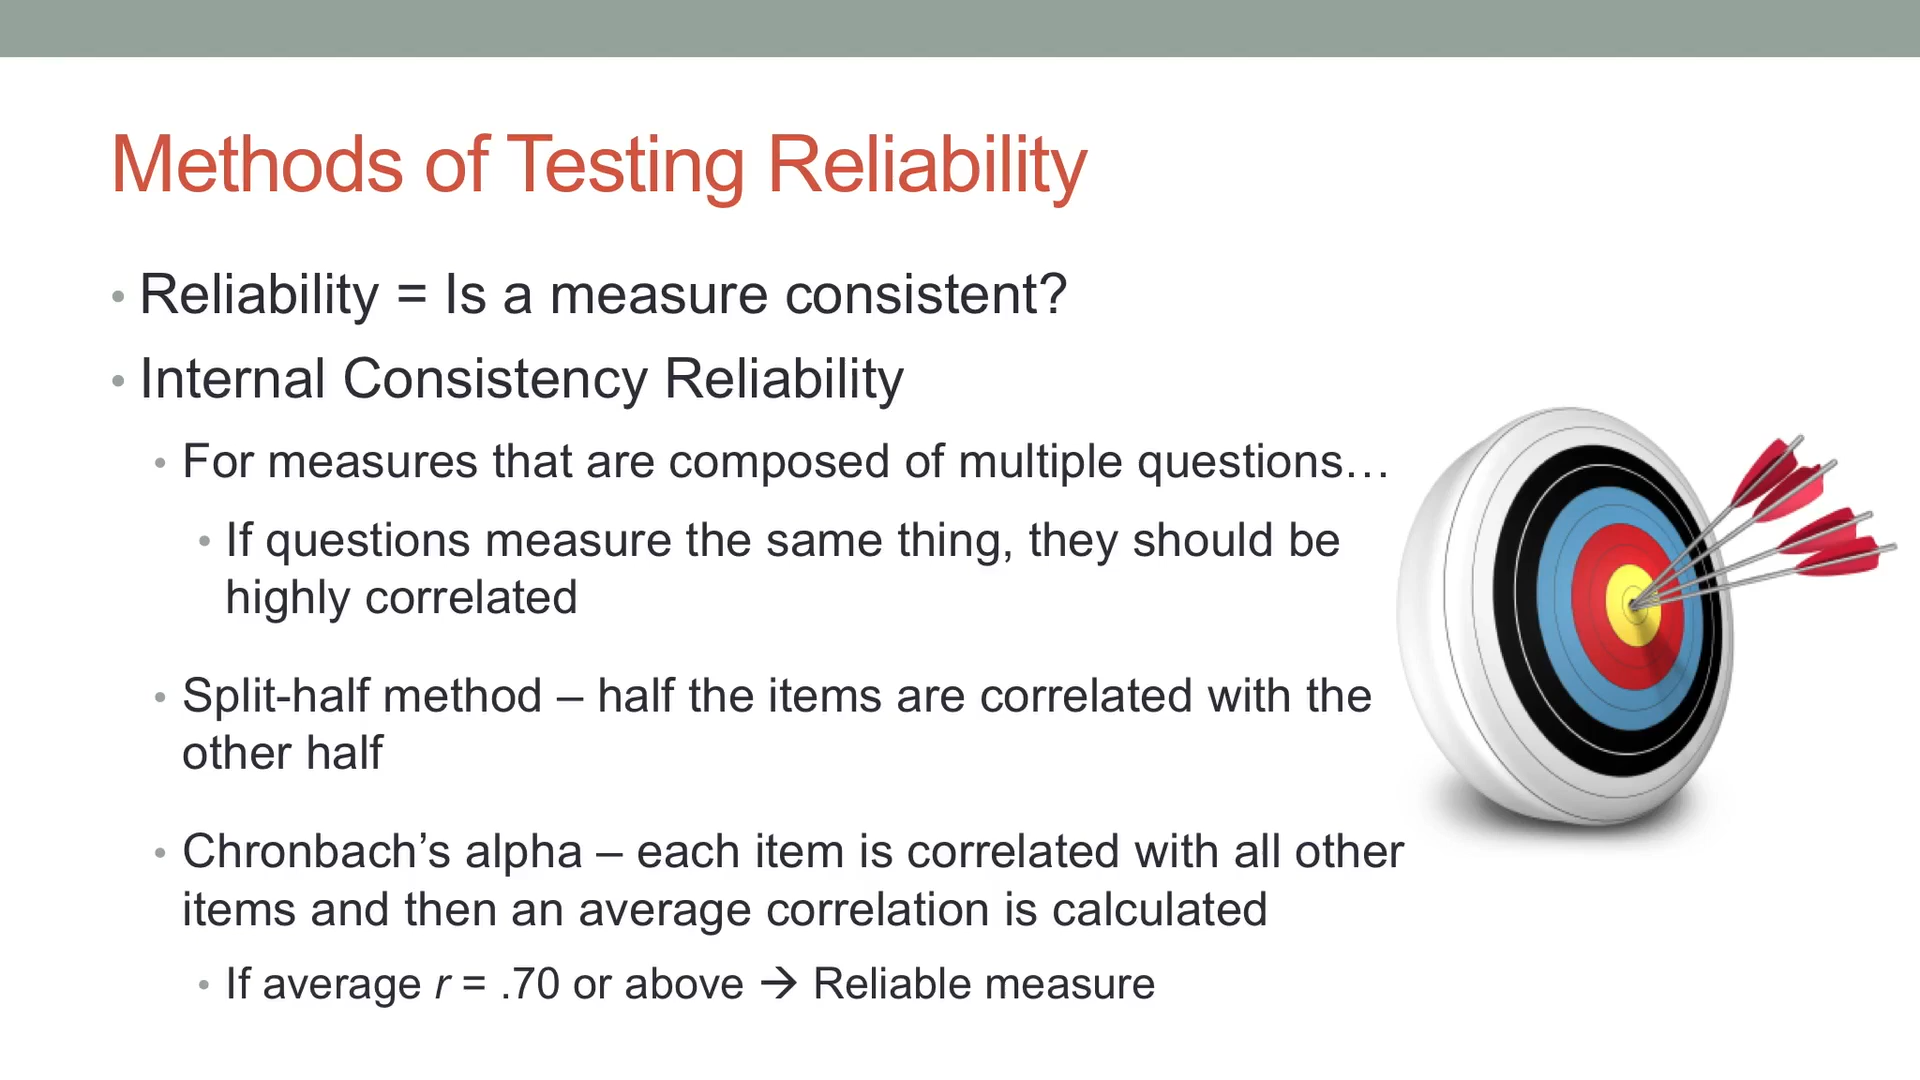 Methods of Testing Reliability
• Reliability = Is a measure consistent?
• Internal Consistency Reliability
• For measures that are composed of multiple questions…
• If questions measure the same thing, they should be
highly correlated
• Split-half method – half the items are correlated with the
other half
• Chronbach’s alpha – each item is correlated with all other
items and then an average correlation is calculated
• If average r = .70 or above → Reliable measure